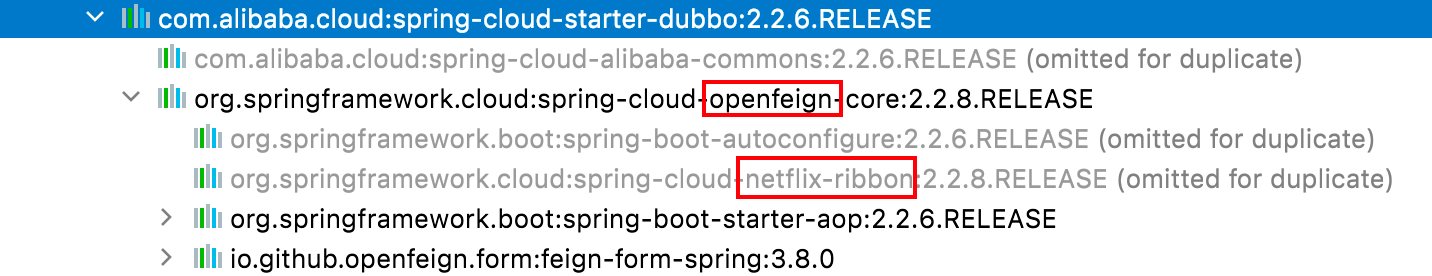 com.alibaba.cloud:spring-cloud-starter-dubbo:2.2.6.RELEASE
com.alibaba.cloud:spring-cloud-alibaba-commons:2.2.6.RELEASE (omitted for duplicate)
org.springframework.cloud:spring-cloud-openfeign-core:2.2.8.RELEASE
org.springframework.boot:spring-boot-autoconfigure:2.2.6.RELEASE (omitted for duplicate)
org.springframework.cloud:spring-cloud-netflix-ribbon:2.2.8.RELEASE (omitted for duplicate)
org.springframework.boot:spring-boot-starter-aop:2.2.6.RELEASE
io.github.openfeign.form:feign-form-spring:3.8.0